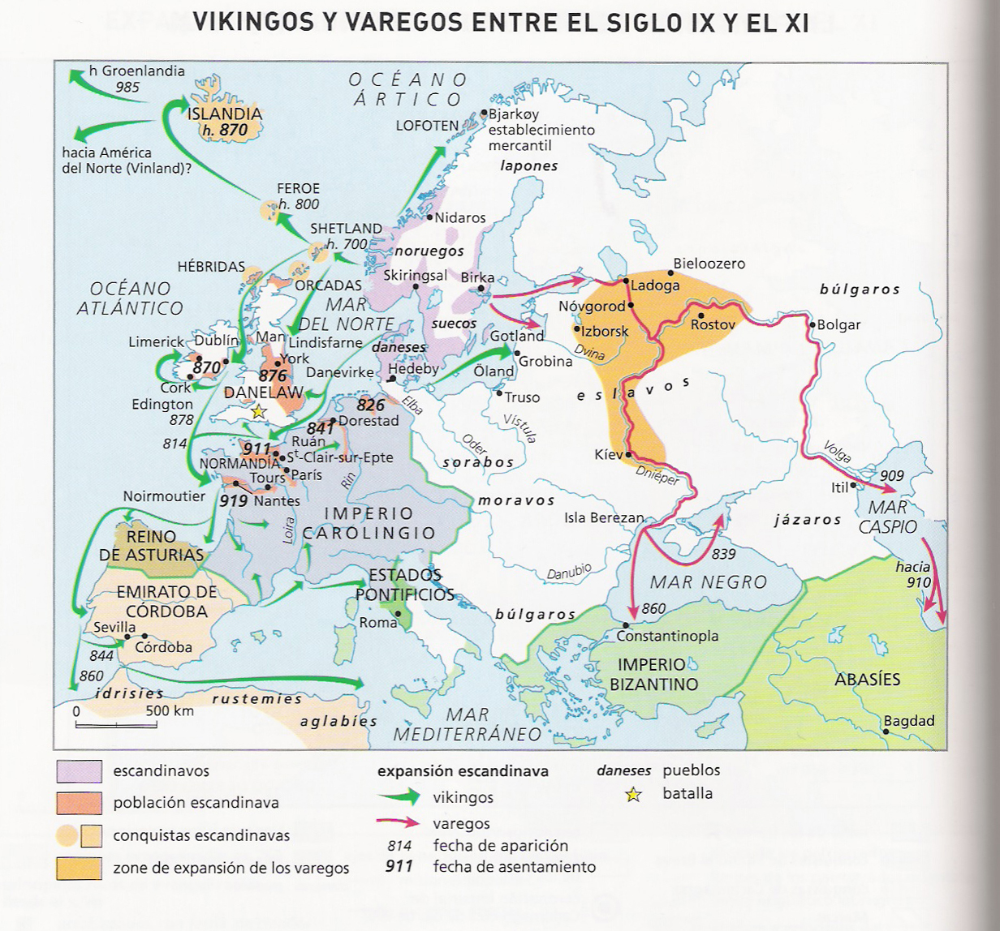 VIKINGOS Y VAREGOS ENTRE EL SIGLO IX Y EL XI
h Groenlandia
985
ISLANDIA
h. 870
hacia América
del Norte (Vinland)?
OCÉANO
ÁRTICO
LOFOTEN
Bjarkøy
establecimiento
mercantil
lapones
FEROE
h. 800
SHETLAND
h. 700
Nidaros
noruegos
HÉBRIDAS
ORCADAS
Skiringsal
Birka
Bieloozero
Ladoga
búlgaros
OCÉANO
ATLÁNTICO
MAR
DEL NORTE
suecos
Nóvgorod
Izborsk
Rostov
Bolgar
Limerick
Dublín
Man
Lindisfarne
daneses
Gotland
Grobina
Dvina
York
870
876
Danevirke
Hedeby
Öland
Cork
DANELAW
eslavos
Edington
878
826
Elba
Truso
Vístula
814
841
Dorestad
Oder
911
Ruán
NORMANDÍA
St-Clair-sur-Epte
sorabos
Kíev
Dniéper
Volga
909
Tours
París
Rin
Itil
Noirmoutier
919
Nantes
moravos
Isla Berezan
jázaros
MAR
CASPIO
IMPERIO
CAROLINGIO
Loira
REINO
DE ASTURIAS
839
hacia
910
Danubio
ESTADOS
PONTIFICIOS
MAR NEGRO
EMIRATO DE
CÓRDOBA
búlgaros
860
Roma
Sevilla
Córdoba
Constantinopla
844
860
IMPERIO
BIZANTINO
ABASÍES
idrisíes
rustemíes
aglabíes
0 500 km
MAR
MEDITERRÁNEO
Bagdad
escandinavos
población escandinava
conquistas escandinavas
zone de expansión de los varegos
expansión escandinava
vikingos
varegos
814 fecha de aparición
911 fecha de asentamiento
daneses pueblos
batalla